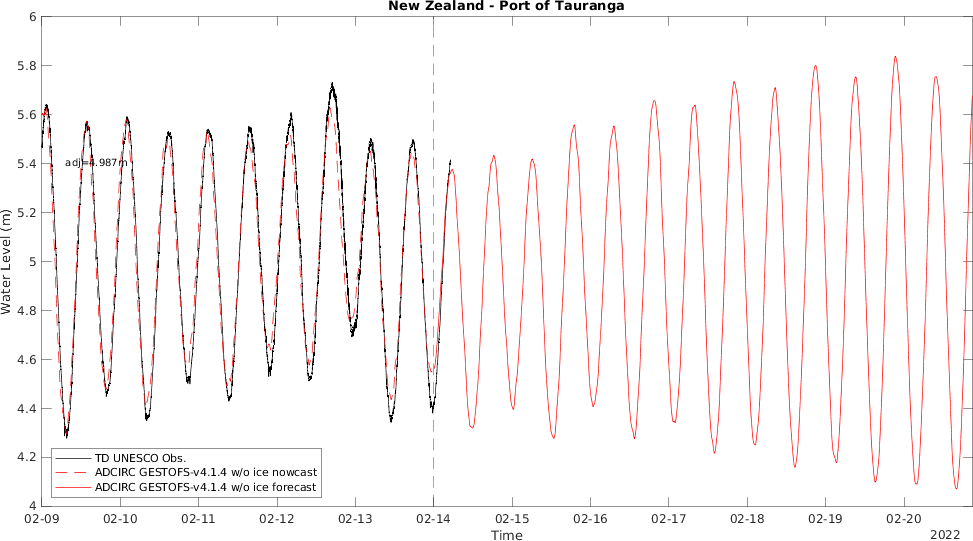 New Zealand - Port of Tauranga
6
5.8
5.6
5.4
5.2
5
4.8
4.6
4.4
4.2
4
Water Level (m)
adj=4.987m
TD UNESCO Obs.
ADCIRC GESTOFS-v4.1.4 w/o ice nowcast
ADCIRC GESTOFS-v4.1.4 w/o ice forecast
02-09 02-10 02-11 02-12 02-13 02-14 02-15 02-16 02-17 02-18 02-19 02-20
Time
2022